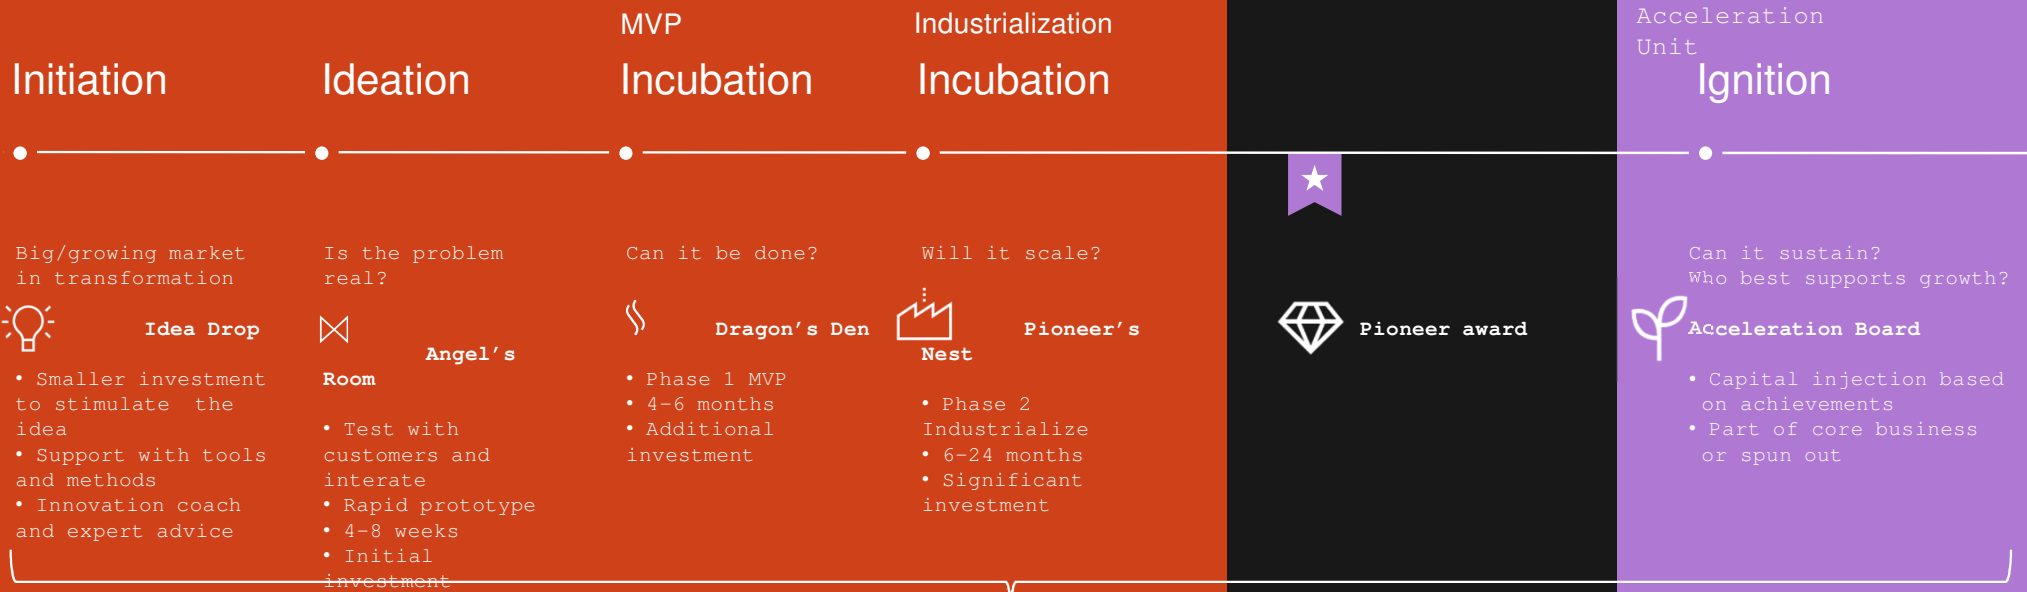 MVP
Industrialization
Acceleration
Unit
Initiation
Ideation
Incubation
Incubation
Ignition
Big/growing market
in transformation
Idea Drop
• Smaller investment
to stimulate the
idea
• Support with tools
and methods
• Innovation coach
and expert advice
Is the problem
real?
Angel’s
Room
• Test with
customers and
interate
• Rapid prototype
• 4-8 weeks
• Initial
investment
Can it be done?
Dragon’s Den
• Phase 1 MVP
• 4-6 months
• Additional
investment
Will it scale?
Pioneer’s
Nest
• Phase 2
Industrialize
• 6-24 months
• Significant
investment
Pioneer award
Can it sustain?
Who best supports growth?
Acceleration Board
• Capital injection based
on achievements
• Part of core business
or spun out